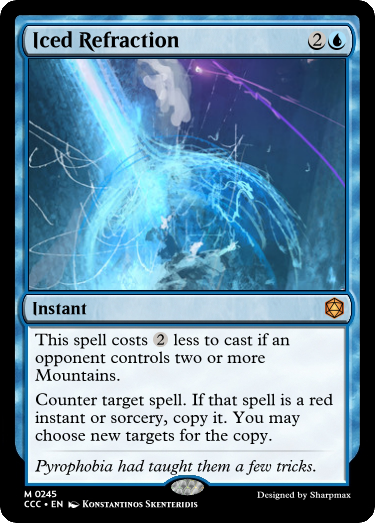 Iced Refraction 2
Instant
This spell costs 2 less to cast if an
opponent controls two or more
Mountains.
Counter target spell. If that spell is a red
instant or sorcery, copy it. You may
choose new targets for the copy.
Pyrophobia had taught them a few tricks.
M 0245
CCC • EN Konstantinos Skenteridis
Designed by Sharpmax